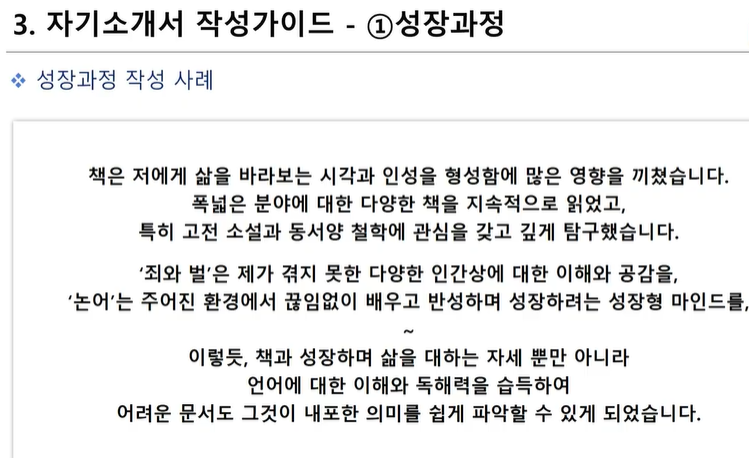 3. 자기소개서 작성가이드 - ①성장과정
❖ 성장과정 작성 사례
책은 저에게 삶을 바라보는 시각과 인성을 형성함에 많은 영향을 끼쳤습니다.
폭넓은 분야에 대한 다양한 책을 지속적으로 읽었고,
특히 고전 소설과 동서양 철학에 관심을 갖고 깊게 탐구했습니다.
‘죄와 벌’은 제가 겪지 못한 다양한 인간상에 대한 이해와 공감을,
‘논어’는 주어진 환경에서 끊임없이 배우고 반성하며 성장하려는 성장형 마인드를,
~
이렇듯, 책과 성장하며 삶을 대하는 자세 뿐만 아니라
언어에 대한 이해와 독해력을 습득하여
어려운 문서도 그것이 내포한 의미를 쉽게 파악할 수 있게 되었습니다.